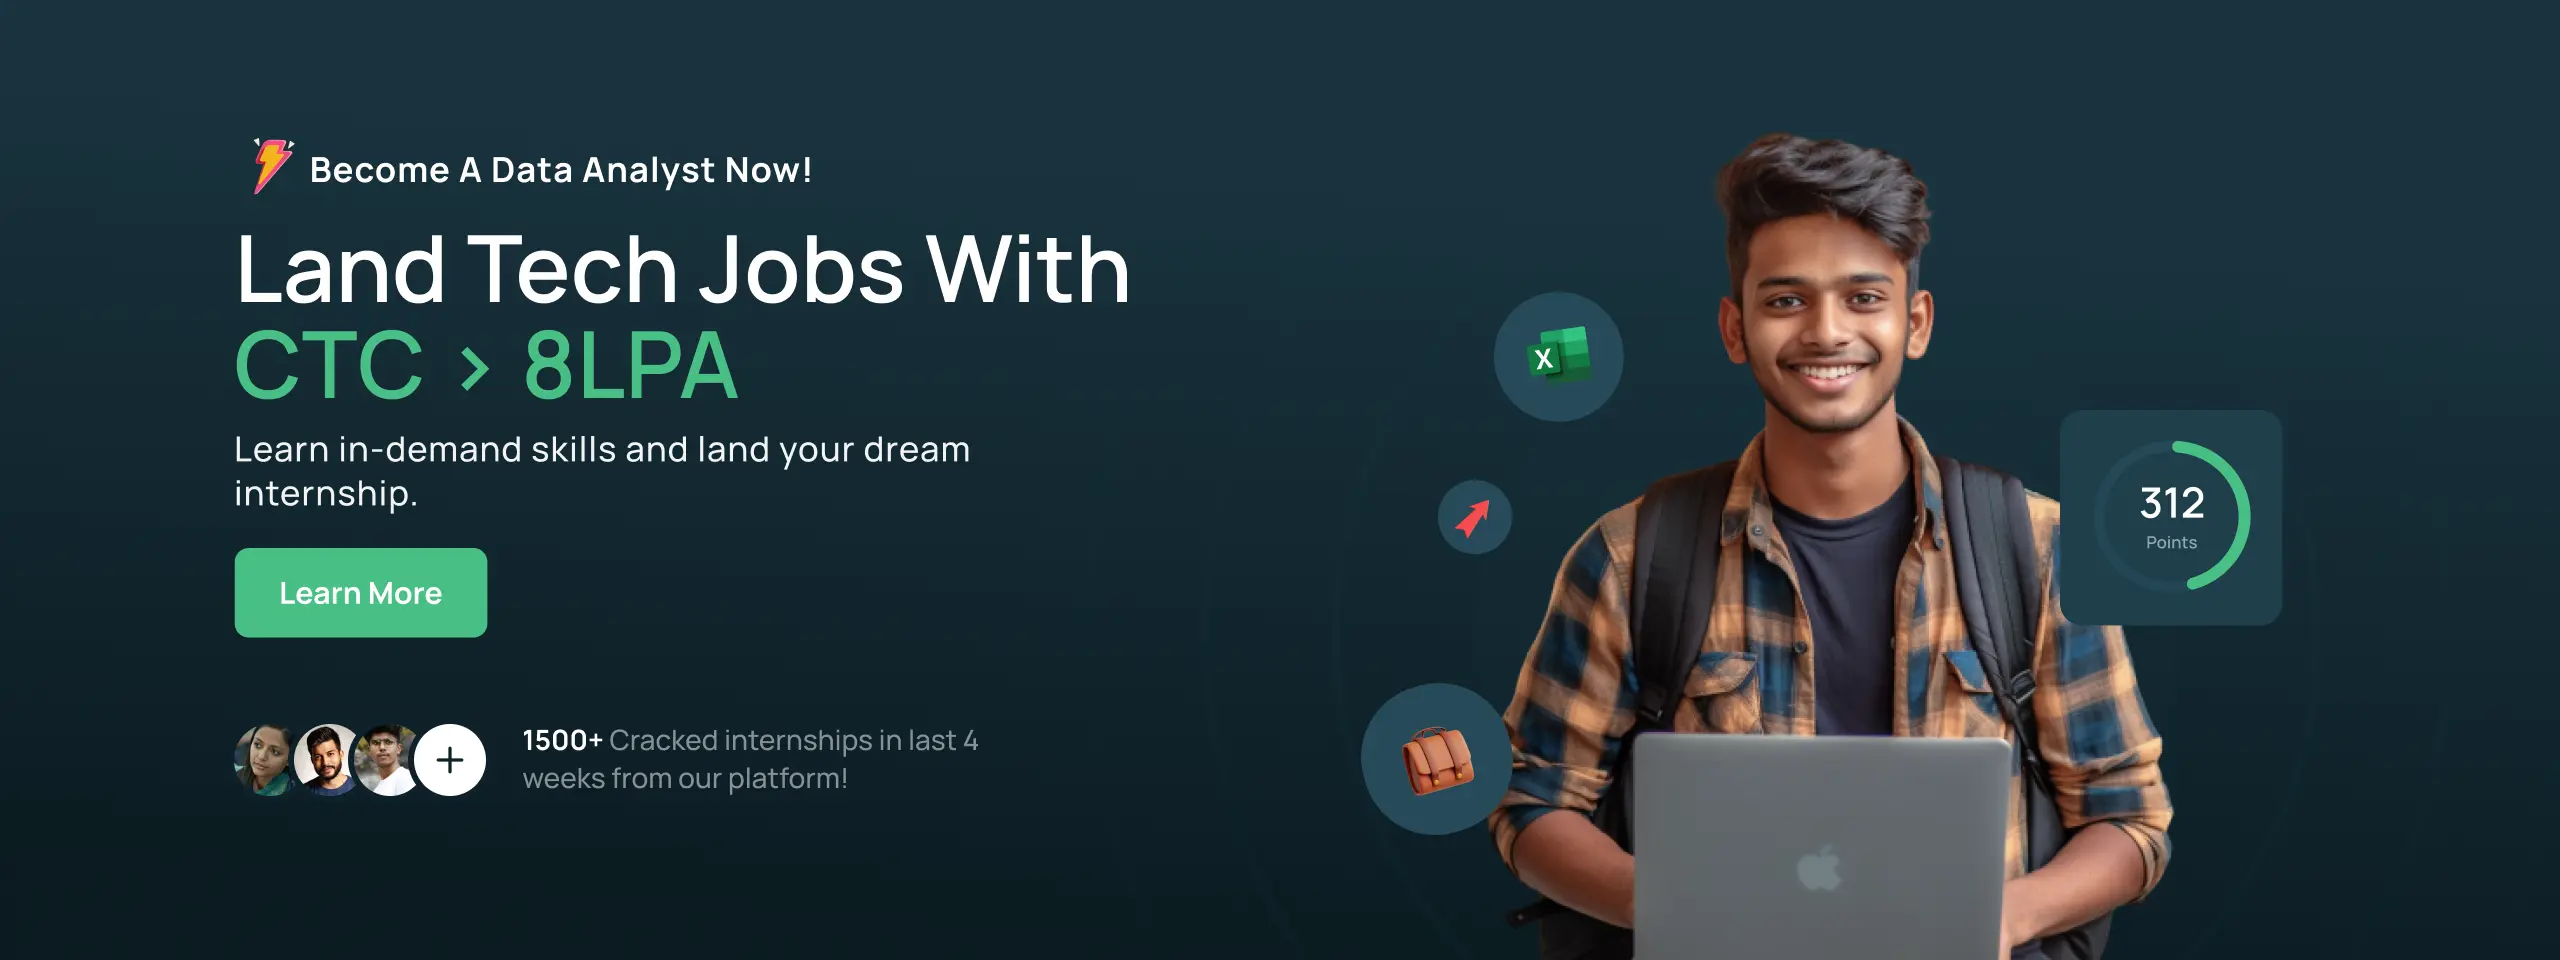 Become A Data Analyst Now!
Land Tech Jobs With
CTC > 8LPA
Learn in-demand skills and land your dream
internship.
Learn More
1500+ Cracked internships in last 4
weeks from our platform!
X
312
Points